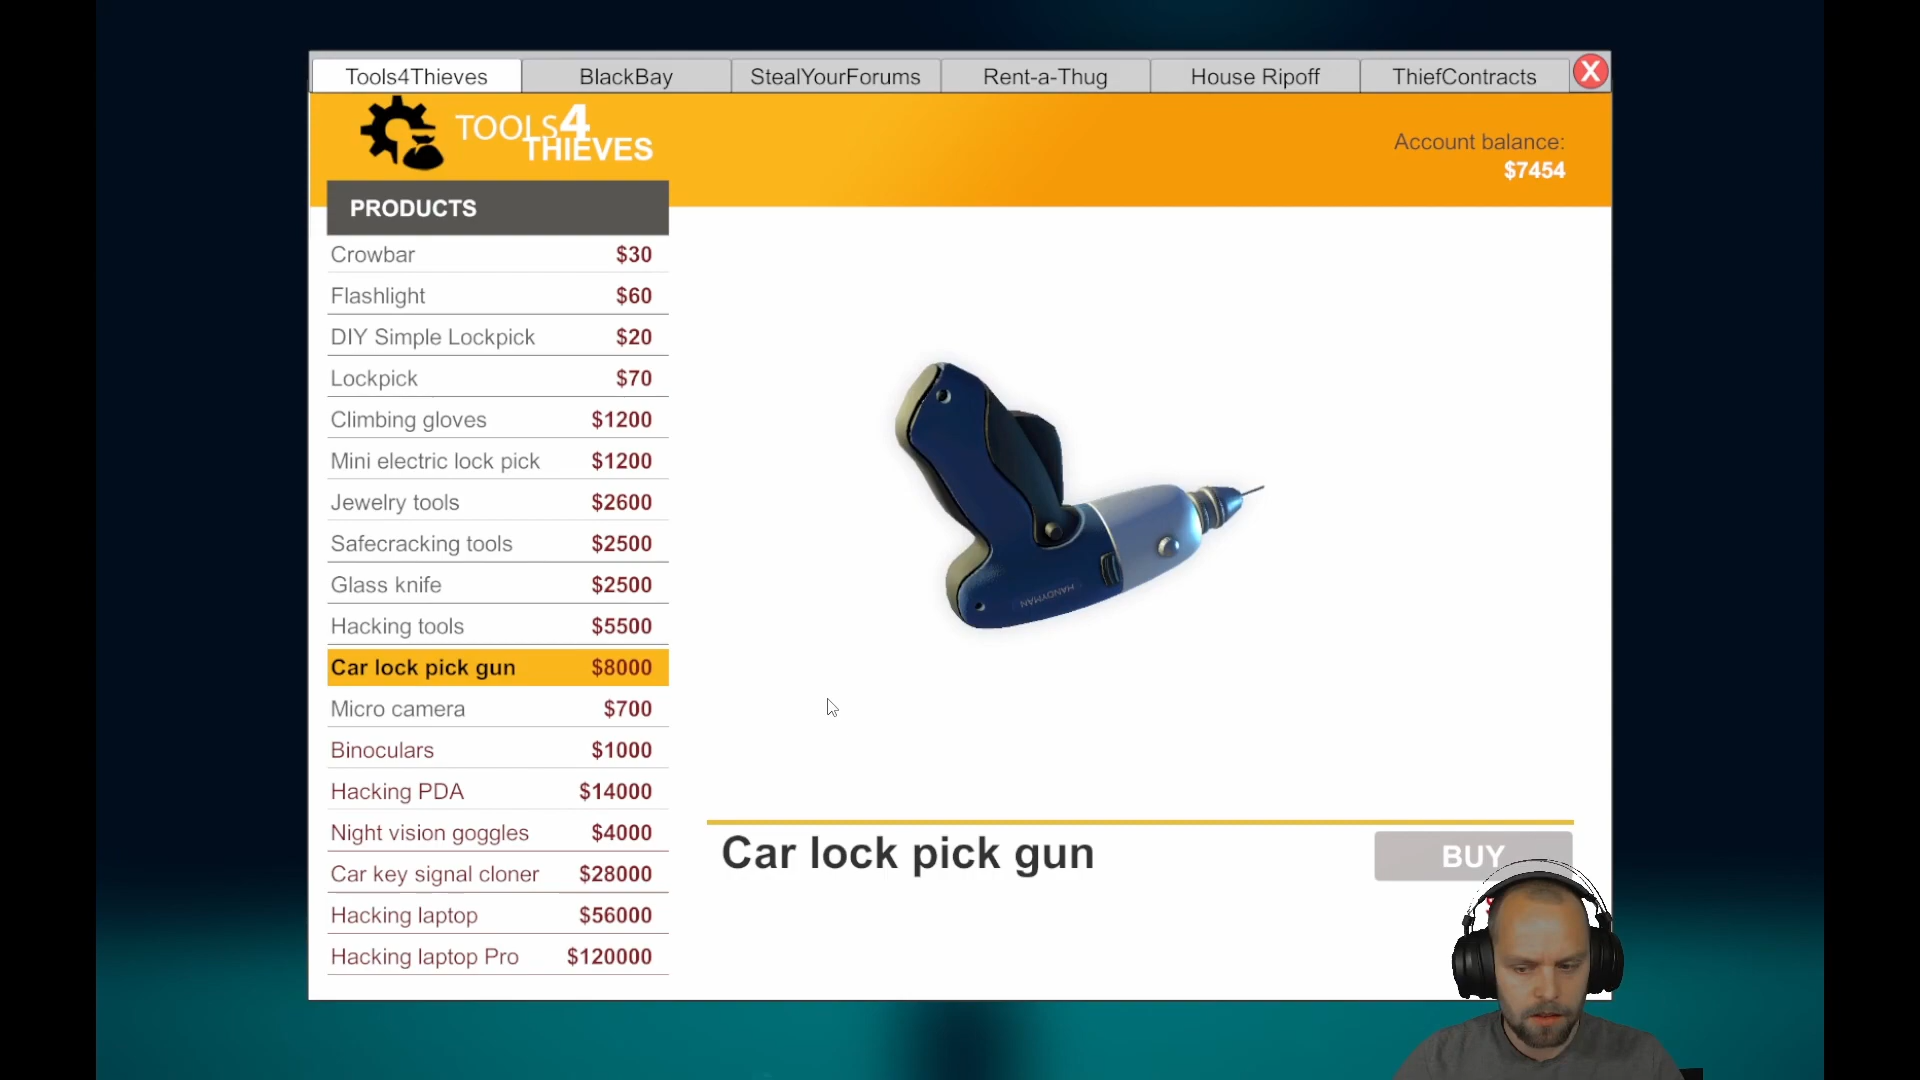 Tools4Thieves BlackBay StealYourForums Rent-a-Thug House Ripoff ThiefContracts X
TOOLS4
THIEVES
Account balance:
$7454
PRODUCTS
Crowbar $30
Flashlight $60
DIY Simple Lockpick $20
Lockpick $70
Climbing gloves $1200
Mini electric lock pick $1200
Jewelry tools $2600
Safecracking tools $2500
Glass knife $2500
Hacking tools $5500
Car lock pick gun $8000
Micro camera $700
Binoculars $1000
Hacking PDA $14000
Night vision goggles $4000
Car key signal cloner $28000
Hacking laptop $56000
Hacking laptop Pro $120000
HANDYMAN
Car lock pick gun
BUY